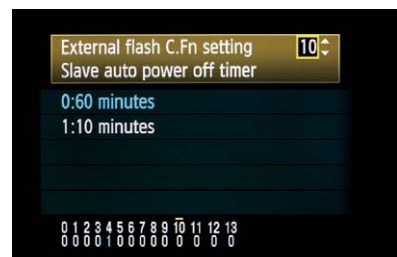 External flash C.Fn setting 10
Slave auto power off timer
0:60 minutes
1:10 minutes
0 1 2 3 4 5 6 7 8 9 10 11 12 13
0 0 0 0 1 0 0 0 0 0 0 0 0 0